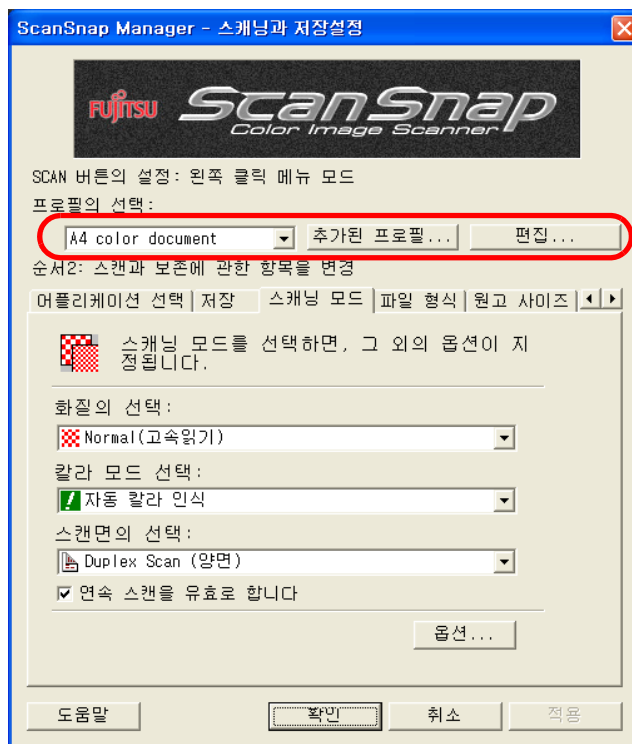 ScanSnap Manager - 스캐닝과 저장설정
FUJITSU ScanSnap
Color Image Scanner
SCAN 버튼의 설정: 왼쪽 클릭 메뉴 모드
프로필의 선택:
A4 color document 추가된 프로필... 편집...
순서2: 스캔과 보존에 관한 항목을 변경
어플리케이션 선택 저장 스캐닝 모드 파일 형식 원고 사이즈
스캐닝 모드를 선택하면, 그 외의 옵션이 지
정됩니다.
화질의 선택:
Normal(고속읽기)
칼라 모드 선택:
자동 칼라 인식
스캔면의 선택:
Duplex Scan (양면)
연속 스캔을 유효로 합니다
옵션...
도움말 확인 취소 적용